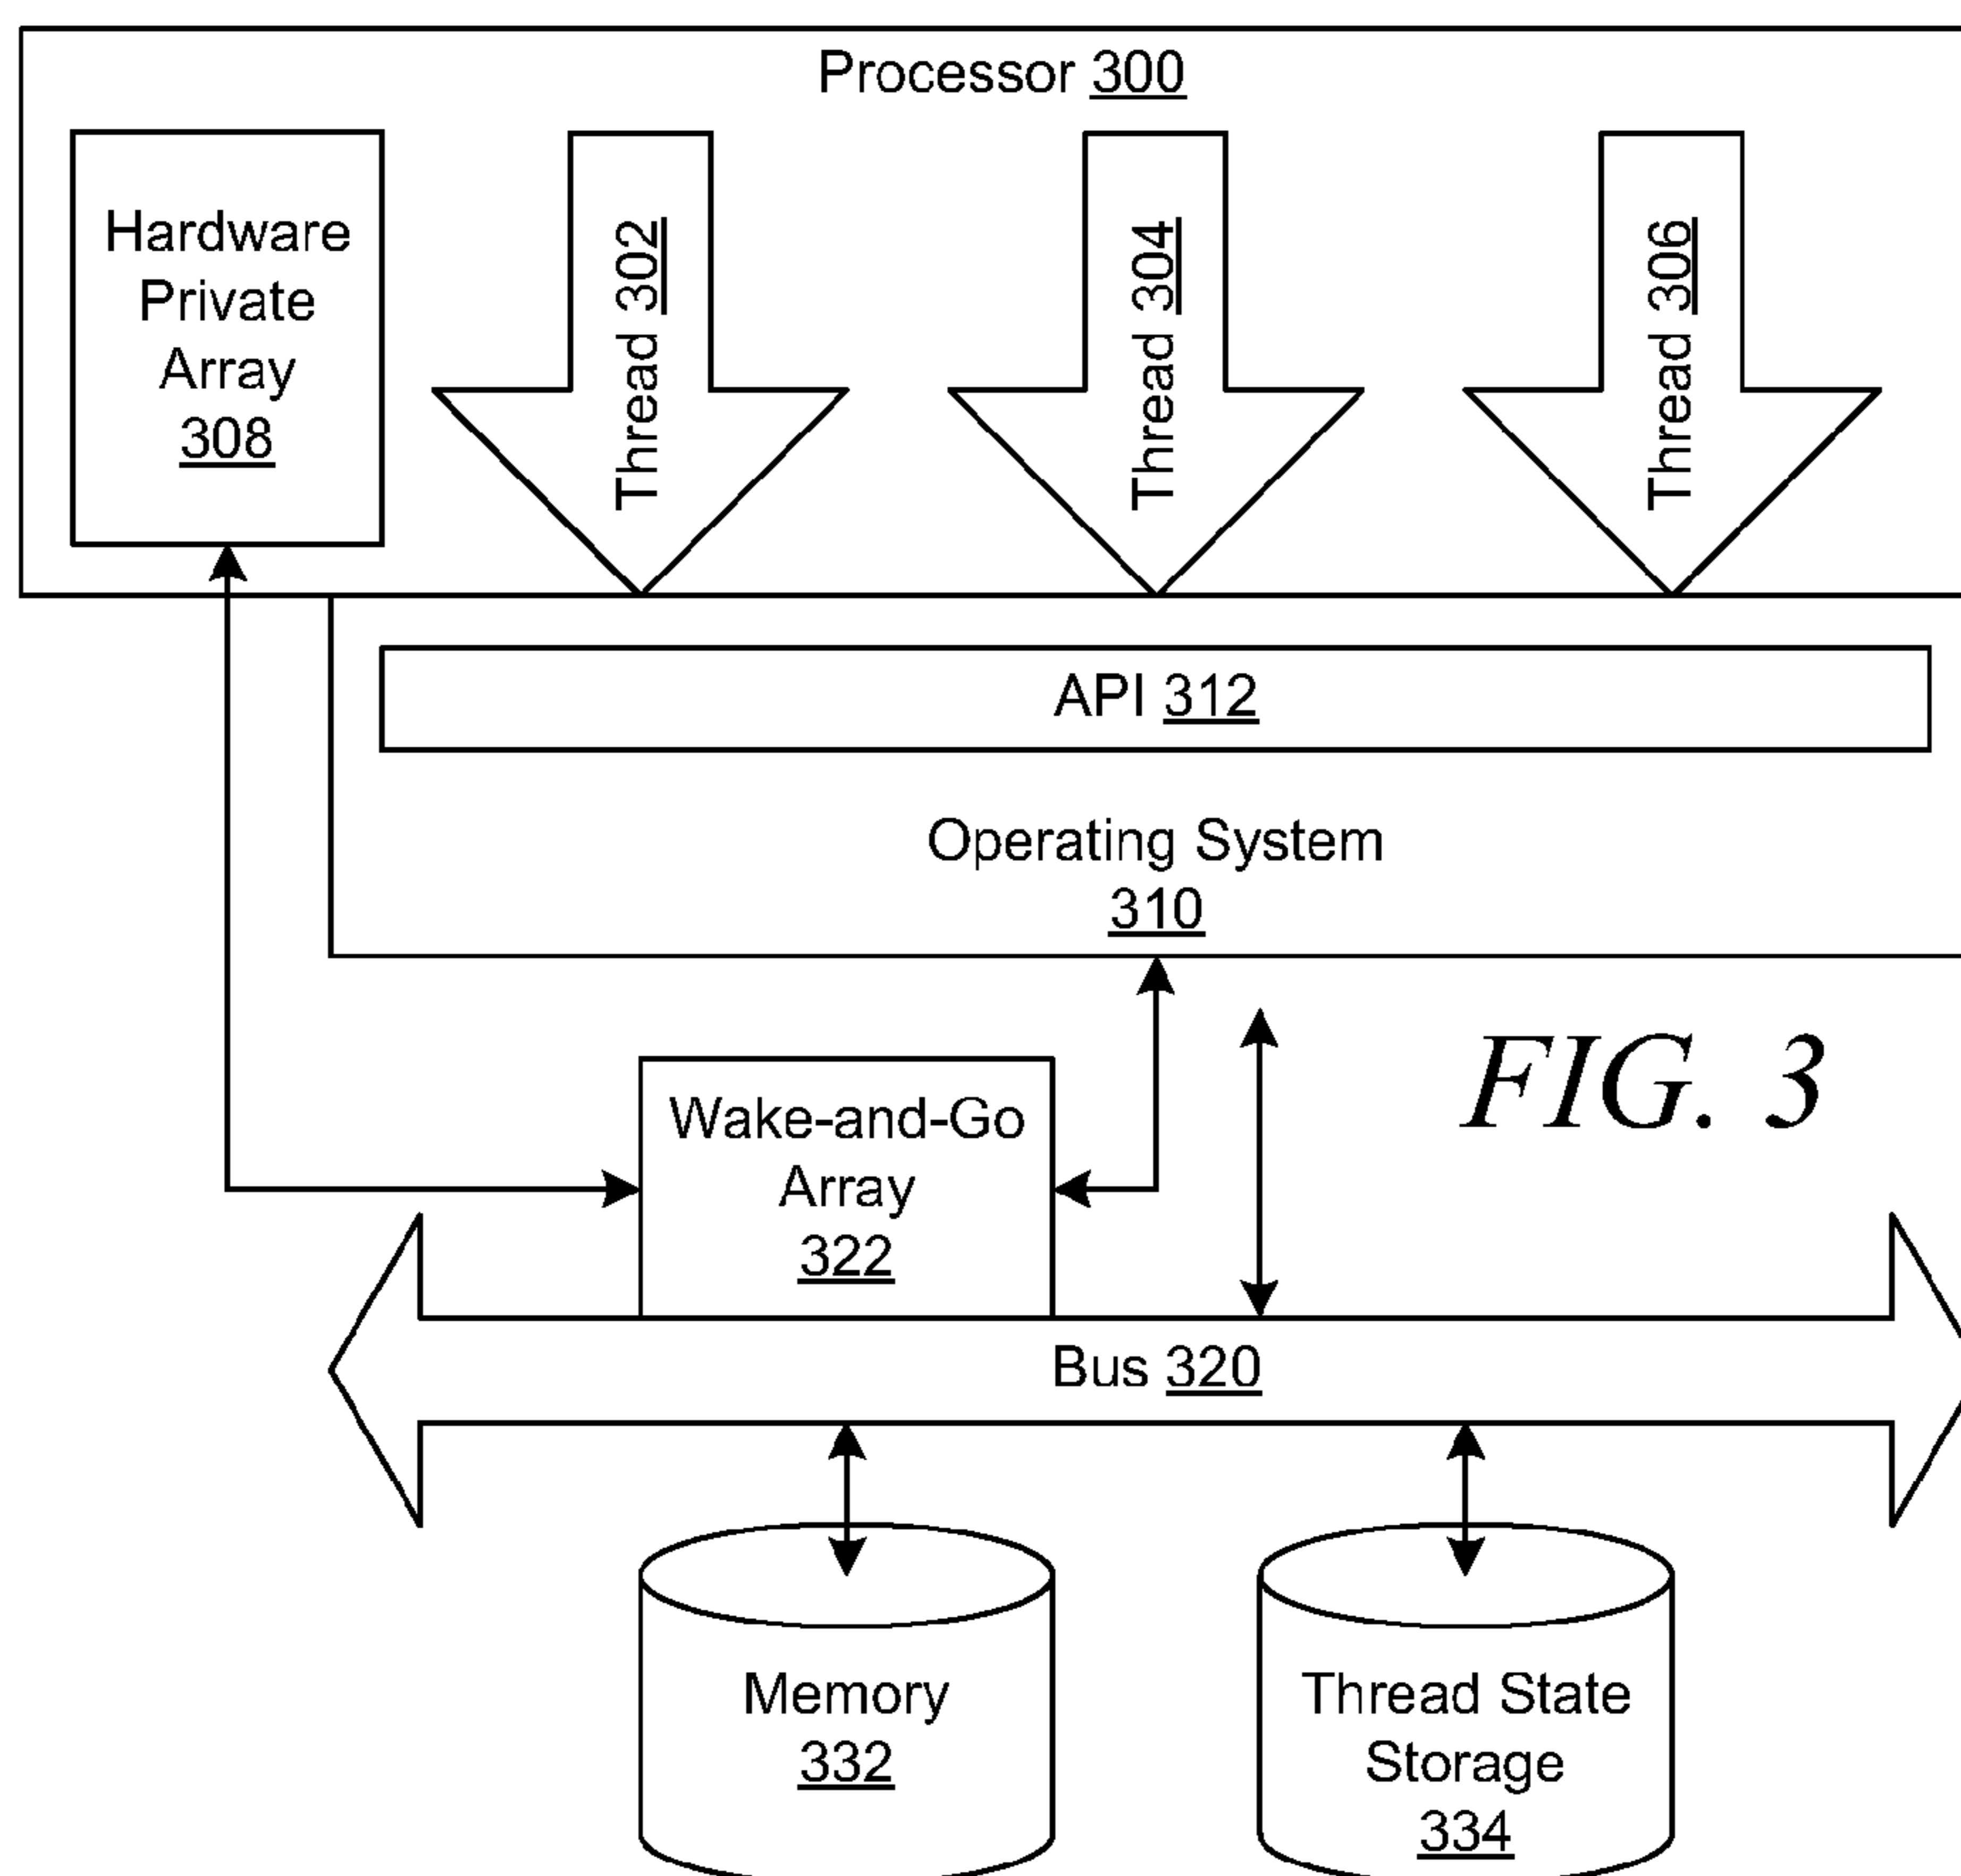 Processor 300
Hardware
Private
Array
308
Thread 302
Thread 304
Thread 306
API 312
Operating System
310
FIG. 3
Wake-and-Go
Array
322
Bus 320
Memory
332
Thread State
Storage
334